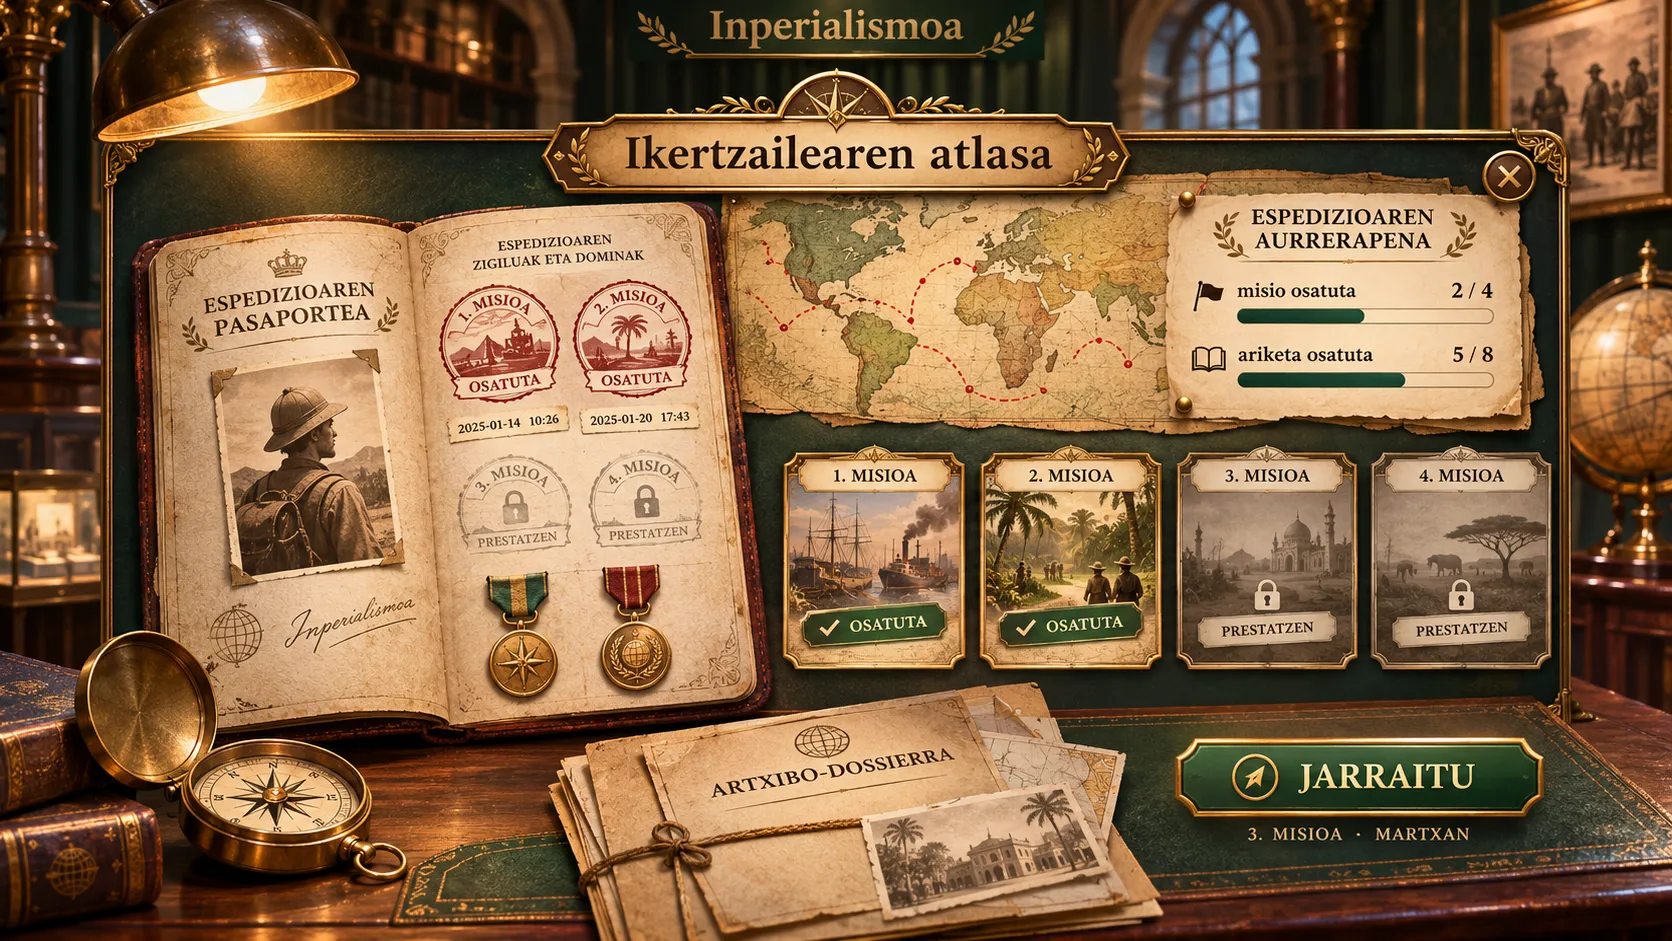 Inperialismoa
Ikertzailearen atlasa
ESPEDIZIOAREN
PASAPORTEA
Inperialismoa
ESPEDIZIOAREN
ZIGILUAK ETA DOMINAK
1. MISIOA
OSATUTA
2. MISIOA
OSATUTA
2025-01-14 10:26
2025-01-20 17:43
3. MISIOA
PRESTATZEN
4. MISIOA
PRESTATZEN
ESPEDIZIOAREN
AURRERAPENA
misio osatuta 2 / 4
ariketa osatuta 5 / 8
1. MISIOA
OSATUTA
2. MISIOA
OSATUTA
3. MISIOA
PRESTATZEN
4. MISIOA
PRESTATZEN
ARTXIBO-DOSSIERRA
JARRAITU
3. MISIOA · MARTXAN